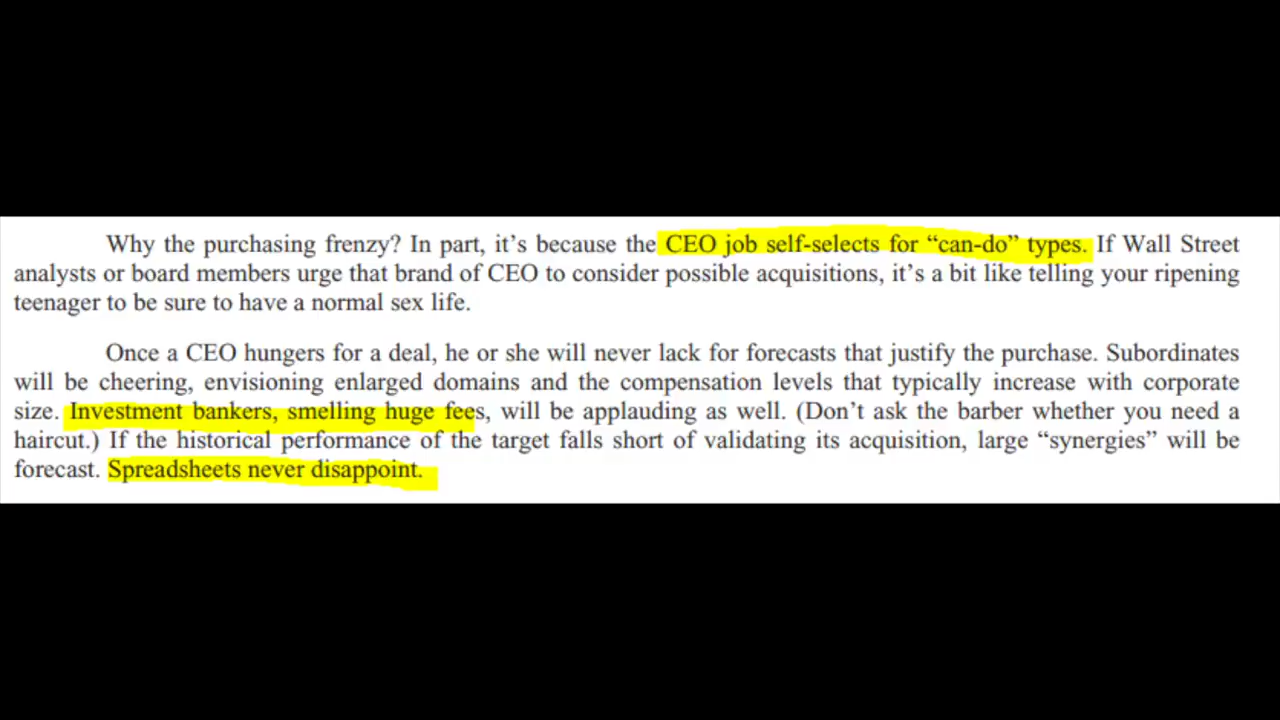 Why the purchasing frenzy? In part, it’s because the CEO job self-selects for “can-do” types. If Wall Street
analysts or board members urge that brand of CEO to consider possible acquisitions, it’s a bit like telling your ripening
teenager to be sure to have a normal sex life.
Once a CEO hungers for a deal, he or she will never lack for forecasts that justify the purchase. Subordinates
will be cheering, envisioning enlarged domains and the compensation levels that typically increase with corporate
size. Investment bankers, smelling huge fees, will be applauding as well. (Don’t ask the barber whether you need a
haircut.) If the historical performance of the target falls short of validating its acquisition, large “synergies” will be
forecast. Spreadsheets never disappoint.